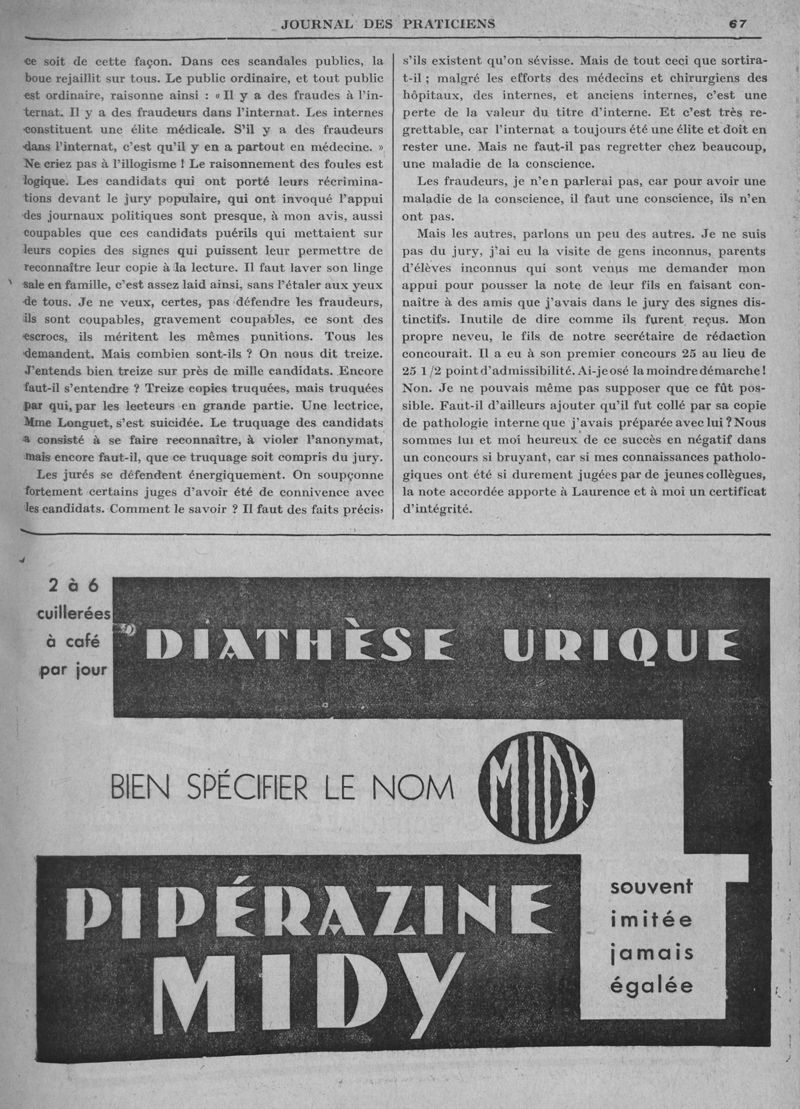 JOURNAL DES PRATICIENS 67
ce soit de cette façon. Dans ces scandales publics, la
boue rejaillit sur tous. Le public ordinaire, et tout public
est ordinaire, raisonne ainsi : « Il y a des fraudes à l'in-
ternat. Il y a des fraudeurs dans l'internat. Les internes
constituent une élite médicale. S'il y a des fraudeurs
dans l'internat, c'est qu'il y en a partout en médecine. »
Ne criez pas à l'illogisme ! Le raisonnement des foules est
logique. Les candidats qui ont porté leurs récrimina-
tions devant le jury populaire, qui ont invoqué l'appui
des journaux politiques sont presque, à mon avis, aussi
coupables que ces candidats puérils qui mettaient sur
leurs copies des signes qui puissent leur permettre de
reconnaître leur copie à la lecture. Il faut laver son linge
sale en famille, c'est assez laid ainsi, sans l'étaler aux yeux
de tous. Je ne veux, certes, pas défendre les fraudeurs,
ils sont coupables, gravement coupables, ce sont des
escrocs, ils méritent les mêmes punitions. Tous les
demandent. Mais combien sont-ils ? On nous dit treize.
J'entends bien treize sur près de mille candidats. Encore
faut-il s'entendre ? Treize copies truquées, mais truquées
par qui, par les lecteurs en grande partie. Une lectrice,
Mme Longuet, s'est suicidée. Le truquage des candidats
a consisté à se faire reconnaître, à violer l'anonymat,
mais encore faut-il, que ce truquage soit compris du jury.
Les jurés se défendent énergiquement. On soupçonne
fortement certains juges d'avoir été de connivence avec
les candidats. Comment le savoir ? Il faut des faits précis,
s'ils existent qu'on sévisse. Mais de tout ceci que sortira-
t-il ; malgré les efforts des médecins et chirurgiens des
hôpitaux, des internes, et anciens internes, c'est une
perte de la valeur du titre d'interne. Et c'est très re-
grettable, car l'internat a toujours été une élite et doit en
rester une. Mais ne faut-il pas regretter chez beaucoup,
une maladie de la conscience.
Les fraudeurs, je n'en parlerai pas, car pour avoir une
maladie de la conscience, il faut une conscience, ils n'en
ont pas.
Mais les autres, parlons un peu des autres. Je ne suis
pas du jury, j'ai eu la visite de gens inconnus, parents
d'élèves inconnus qui sont venus me demander mon
appui pour pousser la note de leur fils en faisant con-
naître à des amis que j'avais dans le jury des signes dis-
tinctifs. Inutile de dire comme ils furent reçus. Mon
propre neveu, le fils de notre secrétaire de rédaction
concourait. Il a eu à son premier concours 25 au lieu de
25 1/2 point d'admissibilité. Ai-je osé la moindre démarche !
Non. Je ne pouvais même pas supposer que ce fût pos-
sible. Faut-il d'ailleurs ajouter qu'il fut collé par sa copie
de pathologie interne que j'avais préparée avec lui ? Nous
sommes lui et moi heureux de ce succès en négatif dans
un concours si bruyant, car si mes connaissances patholo-
giques ont été si durement jugées par de jeunes collègues,
la note accordée apporte à Laurence et à moi un certificat
d'intégrité.
2 à 6
cuillerées
à café
par jour
DIATHÈSE URIQUE
BIEN SPÉCIFIER LE NOM MIDY
PIPÉRAZINE
MIDY
souvent
imitée
jamais
égalée